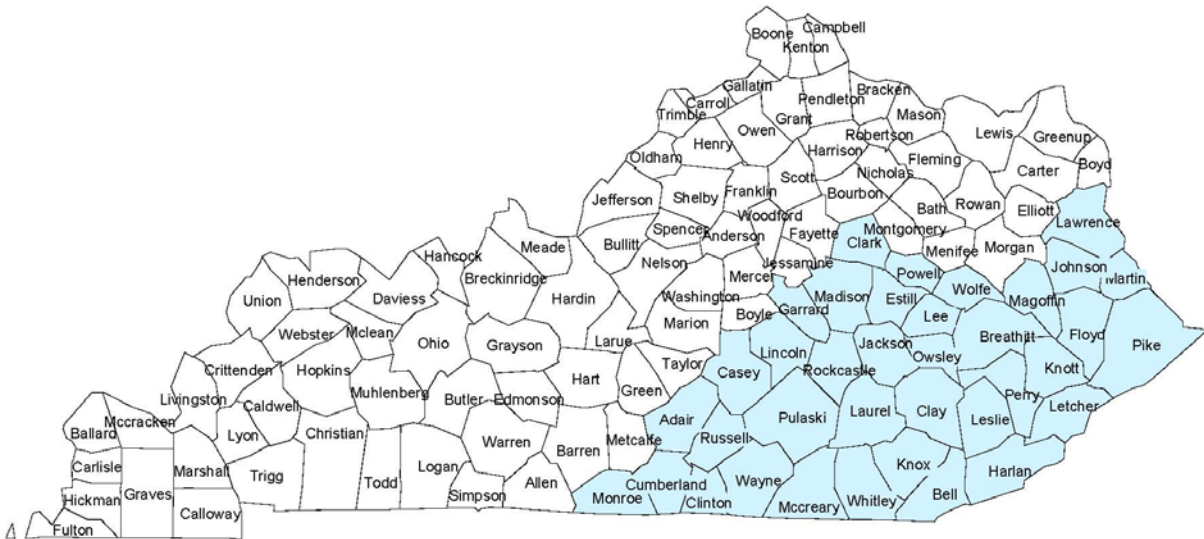 Campbell
Boone
Kenton
Gallatin
Bracken
Pendleton
Carroll
Trimble
Grant
Mason
Owen
Lewis
Robertson
Greenup
Henry
Harrison
Oldham
Fleming
Boyd
Carter
Nicholas
Scott
Franklin
Bourbon
Shelby
Jefferson
Rowan
Bath
Elliott
Woodford
Lawrence
Spencer
Montgomery
Fayette
Anderson
Clark
Bullitt
Meade
Morgan
Menifee
Hancock
Nelson
Jessamine
Johnson
Breckinridge
Mercer
Powell
Henderson
Martin
Wolfe
Union
Daviess
Hardin
Washington
Madison
Estill
Magoffin
Garrard
Boyle
Lee
Marion
Mclean
Webster
Floyd
Breathitt
Larue
Ohio
Grayson
Jackson
Pike
Lincoln
Owsley
Taylor
Crittenden
Hopkins
Rockcastle
Casey
Knott
Hart
Green
Muhlenberg
Perry
Livingston
Butler
Edmonson
Caldwell
Letcher
Laurel
Clay
Pulaski
Adair
Leslie
Mccracken
Ballard
Lyon
Christian
Russell
Warren
Metcalfe
Barren
Knox
Logan
Carlisle
Marshall
Harlan
Trigg
Wayne
Todd
Allen
Cumberland
Graves
Simpson
Monroe
Hickman
Bell
Whitley
Clinton
Mccreary
Calloway
Fulton